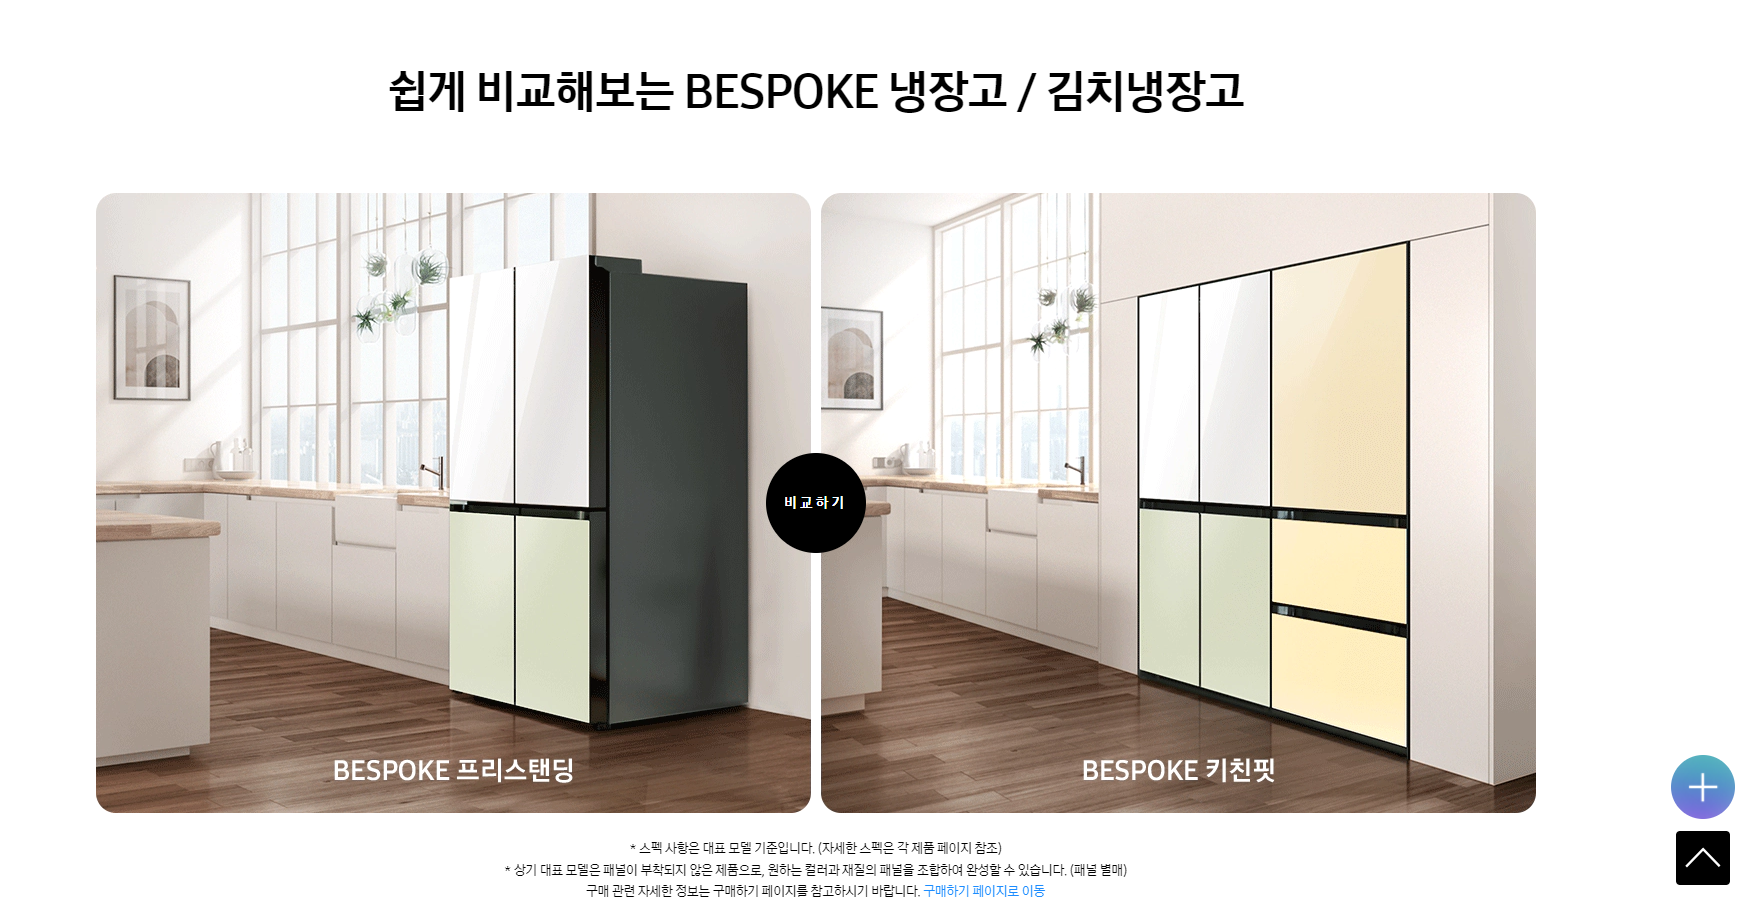 쉽게 비교해보는 BESPOKE 냉장고 / 김치냉장고
비교하기
BESPOKE 프리스탠딩
BESPOKE 키친핏
* 스펙 사항은 대표 모델 기준입니다. (자세한 스펙은 각 제품 페이지 참조)
* 상기 대표 모델은 패널이 부착되지 않은 제품으로, 원하는 컬러과 재질의 패널을 조합하여 완성할 수 있습니다. (패널 별매)
구매 관련 자세한 정보는 구매하기 페이지를 참고하시기 바랍니다. 구매하기 페이지로 이동